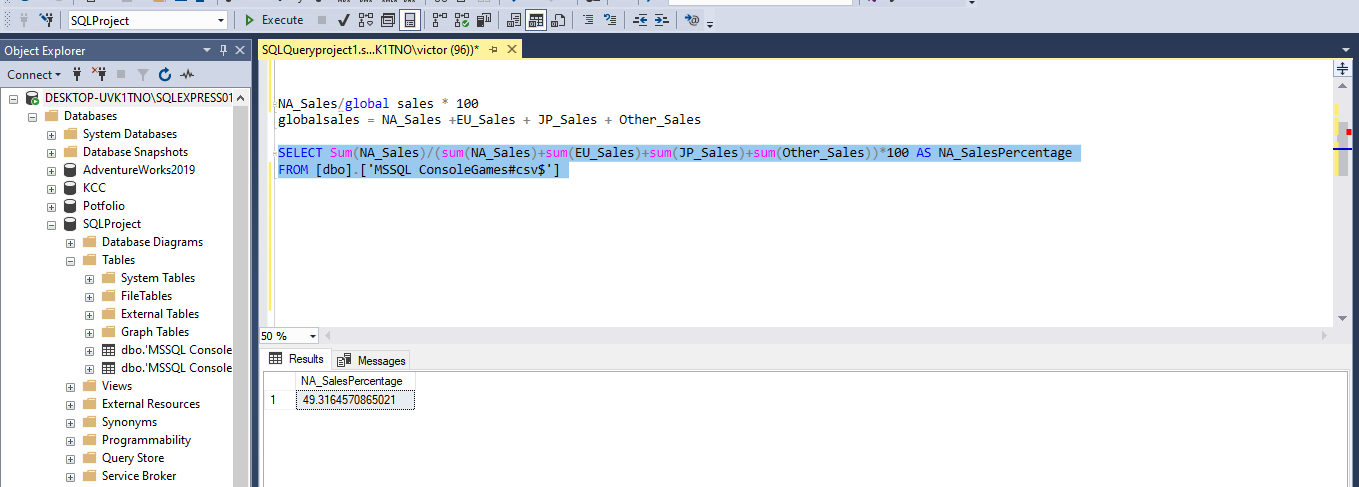 SQLProject
Execute
Object Explorer
SQLQueryproject1.s...K1TNO\victor (96))*
Connect
DESKTOP-UVK1TNO\SQLEXPRESS01
Databases
System Databases
Database Snapshots
AdventureWorks2019
KCC
Potfolio
SQLProject
Database Diagrams
Tables
System Tables
FileTables
External Tables
Graph Tables
dbo.'MSSQL Console
dbo.'MSSQL Console
Views
External Resources
Synonyms
Programmability
Query Store
Service Broker
NA_Sales/global sales * 100
globalsales = NA_Sales +EU_Sales + JP_Sales + Other_Sales
SELECT Sum(NA_Sales)/(sum(NA_Sales)+sum(EU_Sales)+sum(JP_Sales)+sum(Other_Sales))*100 AS NA_SalesPercentage
FROM [dbo].['MSSQL ConsoleGames#csv$']
50 %
Results
Messages
NA_SalesPercentage
1 49.3164570865021